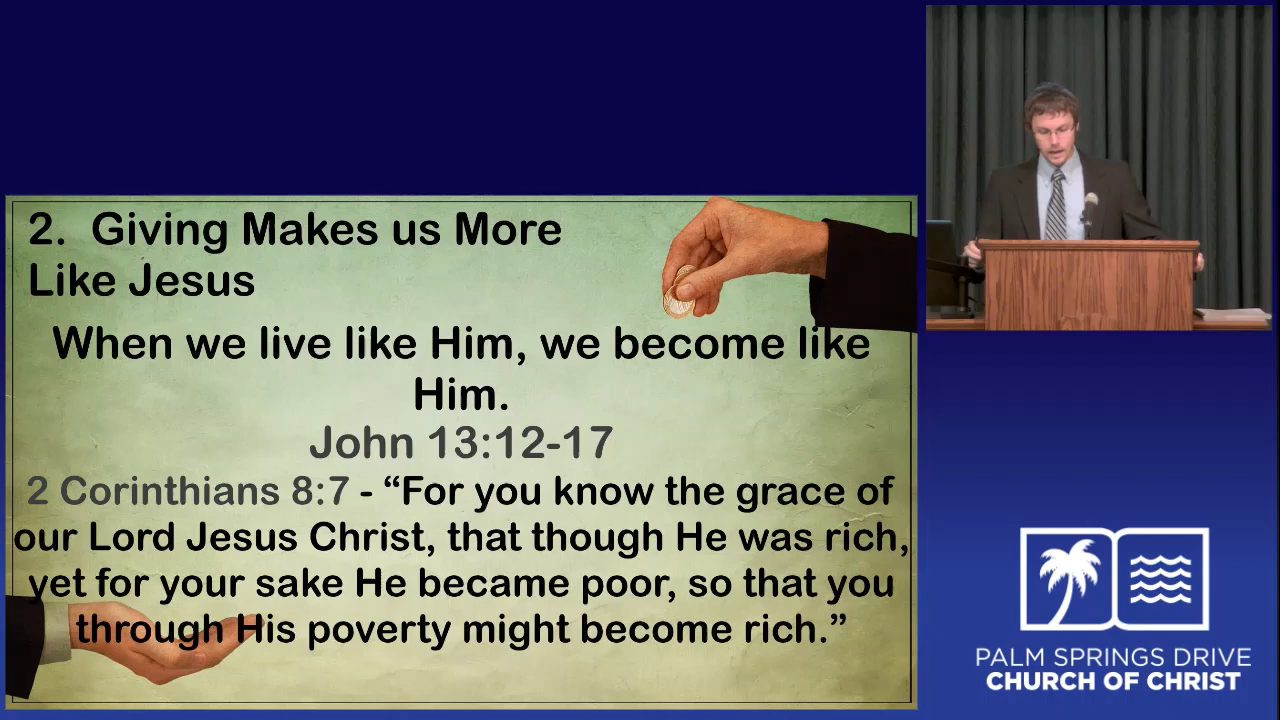 2.  Giving Makes us More
Like Jesus
When we live like Him, we become like
Him.
John 13:12-17
2 Corinthians 8:7 - “For you know the grace of
our Lord Jesus Christ, that though He was rich,
yet for your sake He became poor, so that you
through His poverty might become rich.”
PALM SPRINGS DRIVE
CHURCH OF CHRIST